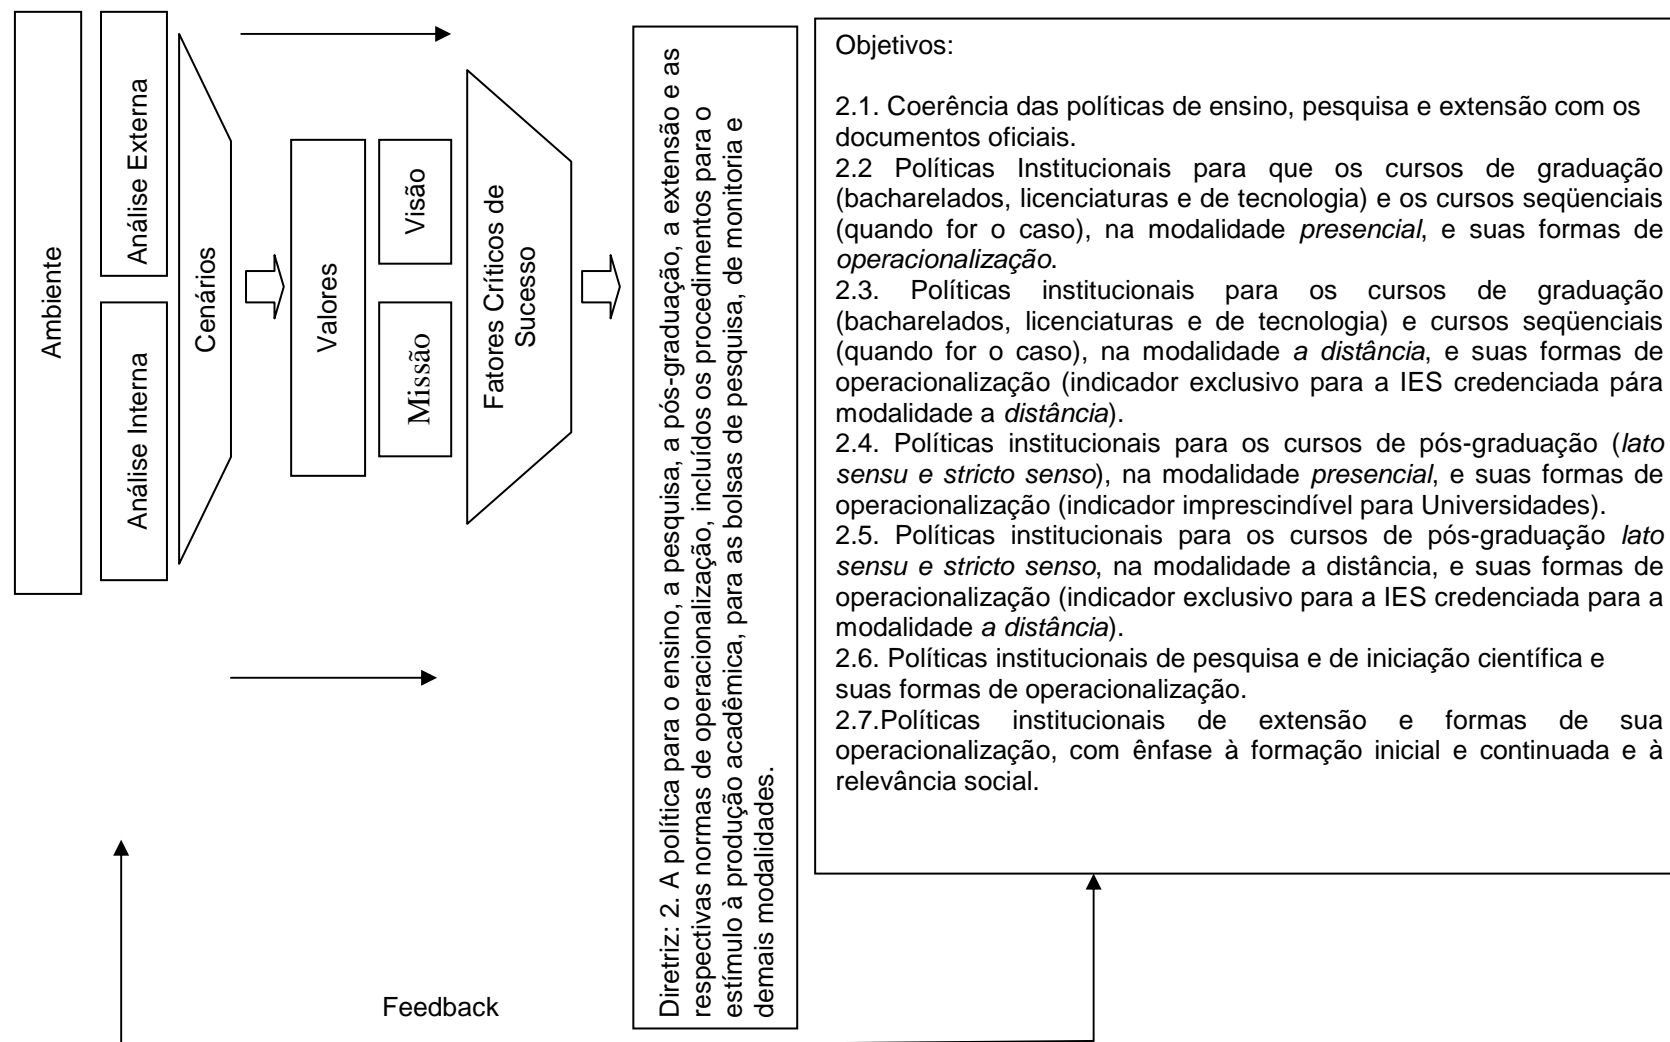 Ambiente
Análise Externa
Análise Interna
Cenários
Valores
Visão
Missão
Fatores Críticos de
Sucesso
Diretriz: 2. A política para o ensino, a pesquisa, a pós-graduação, a extensão e as
respectivas normas de operacionalização, incluídos os procedimentos para o
estímulo à produção acadêmica, para as bolsas de pesquisa, de monitoria e
demais modalidades.
Objetivos:
2.1. Coerência das políticas de ensino, pesquisa e extensão com os
documentos oficiais.
2.2 Políticas Institucionais para que os cursos de graduação
(bacharelados, licenciaturas e de tecnologia) e os cursos seqüenciais
(quando for o caso), na modalidade presencial, e suas formas de
operacionalização.
2.3. Políticas institucionais para os cursos de graduação
(bacharelados, licenciaturas e de tecnologia) e cursos seqüenciais
(quando for o caso), na modalidade a distância, e suas formas de
operacionalização (indicador exclusivo para a IES credenciada pára
modalidade a distância).
2.4. Políticas institucionais para os cursos de pós-graduação (lato
sensu e stricto senso), na modalidade presencial, e suas formas de
operacionalização (indicador imprescindível para Universidades).
2.5. Políticas institucionais para os cursos de pós-graduação lato
sensu e stricto senso, na modalidade a distância, e suas formas de
operacionalização (indicador exclusivo para a IES credenciada para a
modalidade a distância).
2.6. Políticas institucionais de pesquisa e de iniciação científica e
suas formas de operacionalização.
2.7.Políticas institucionais de extensão e formas de sua
operacionalização, com ênfase à formação inicial e continuada e à
relevância social.
Feedback